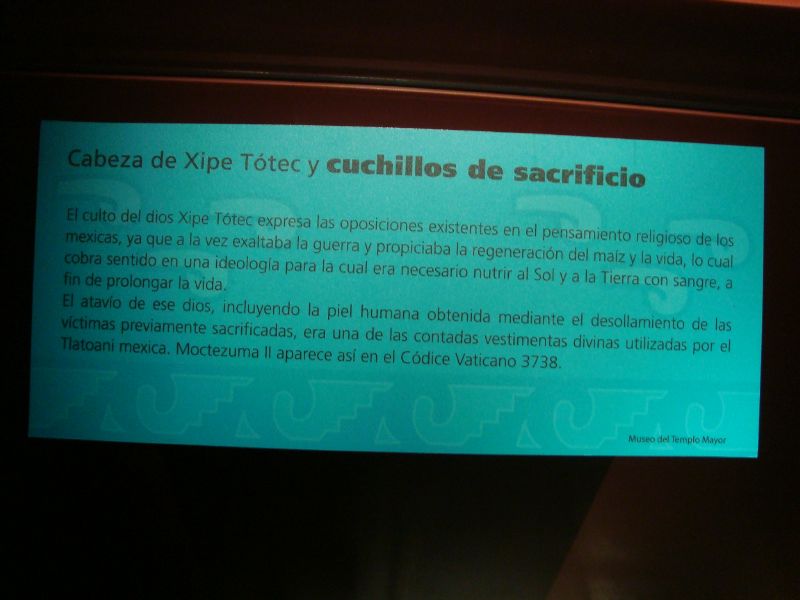 Cabeza de Xipe Tótec y cuchillos de sacrificio
El culto del dios Xipe Tótec expresa las oposiciones existentes en el pensamiento religioso de los
mexicas, ya que a la vez exaltaba la guerra y propiciaba la regeneración del maíz y la vida, lo cual
cobra sentido en una ideología para la cual era necesario nutrir al Sol y a la Tierra con sangre, a
fin de prolongar la vida.
El atavío de ese dios, incluyendo la piel humana obtenida mediante el desollamiento de las
víctimas previamente sacrificadas, era una de las contadas vestimentas divinas utilizadas por el
Tlatoani mexica. Moctezuma II aparece así en el Códice Vaticano 3738.
Museo del Templo Mayor